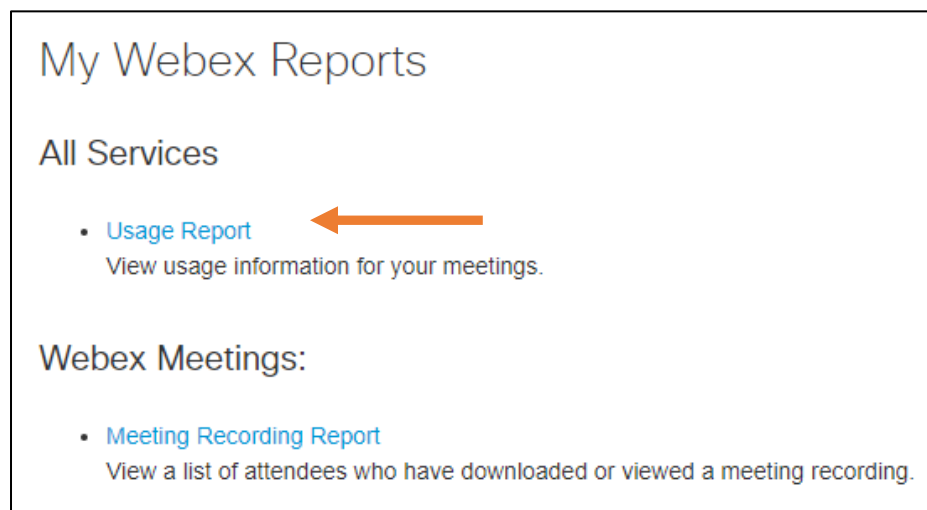 My Webex Reports
All Services
• Usage Report
View usage information for your meetings.
Webex Meetings:
• Meeting Recording Report
View a list of attendees who have downloaded or viewed a meeting recording.